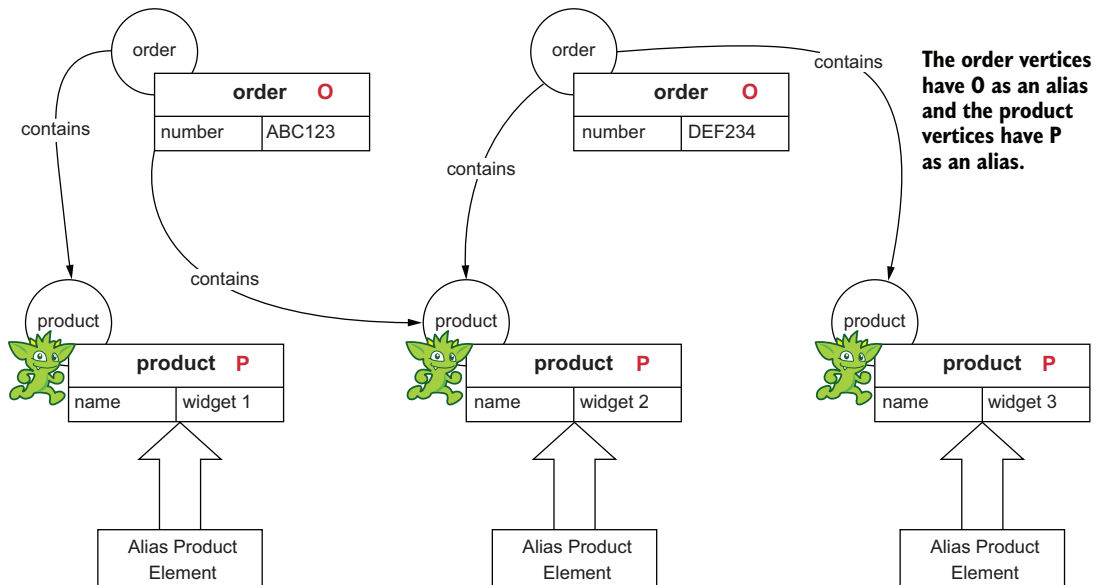 order
order O
number ABC123
contains
contains
order
order O
number DEF234
contains
contains
The order vertices
have O as an alias
and the product
vertices have P
as an alias.
product
product P
name widget 1
product
product P
name widget 2
product
product P
name widget 3
Alias Product
Element
Alias Product
Element
Alias Product
Element